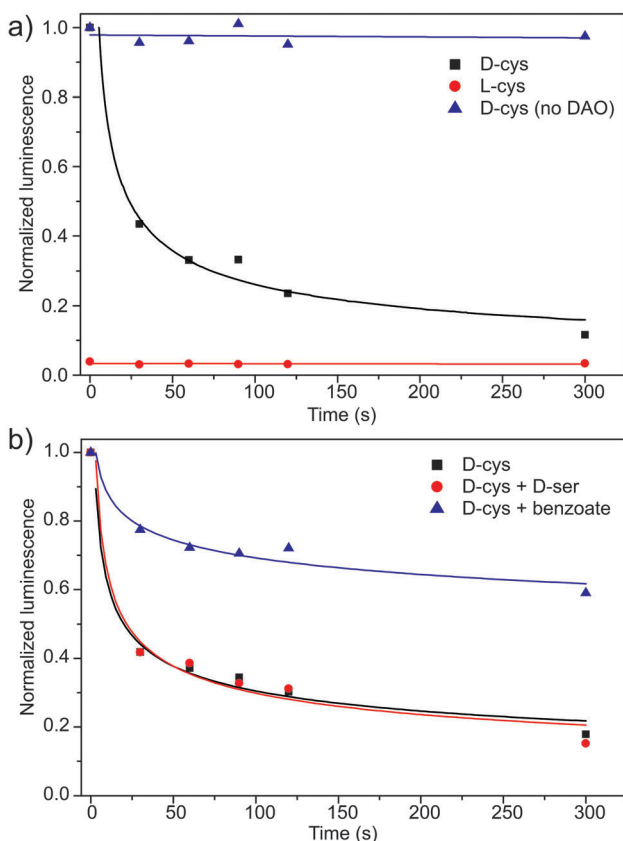 a)
1.0
0.8
0.6
0.4
0.2
0.0
Normalized luminescence
D-cys
L-cys
D-cys (no DAO)
0 50 100 150 200 250 300
Time (s)
b)
1.0
0.8
0.6
0.4
0.2
0.0
Normalized luminescence
D-cys
D-cys + D-ser
D-cys + benzoate
0 50 100 150 200 250 300
Time (s)